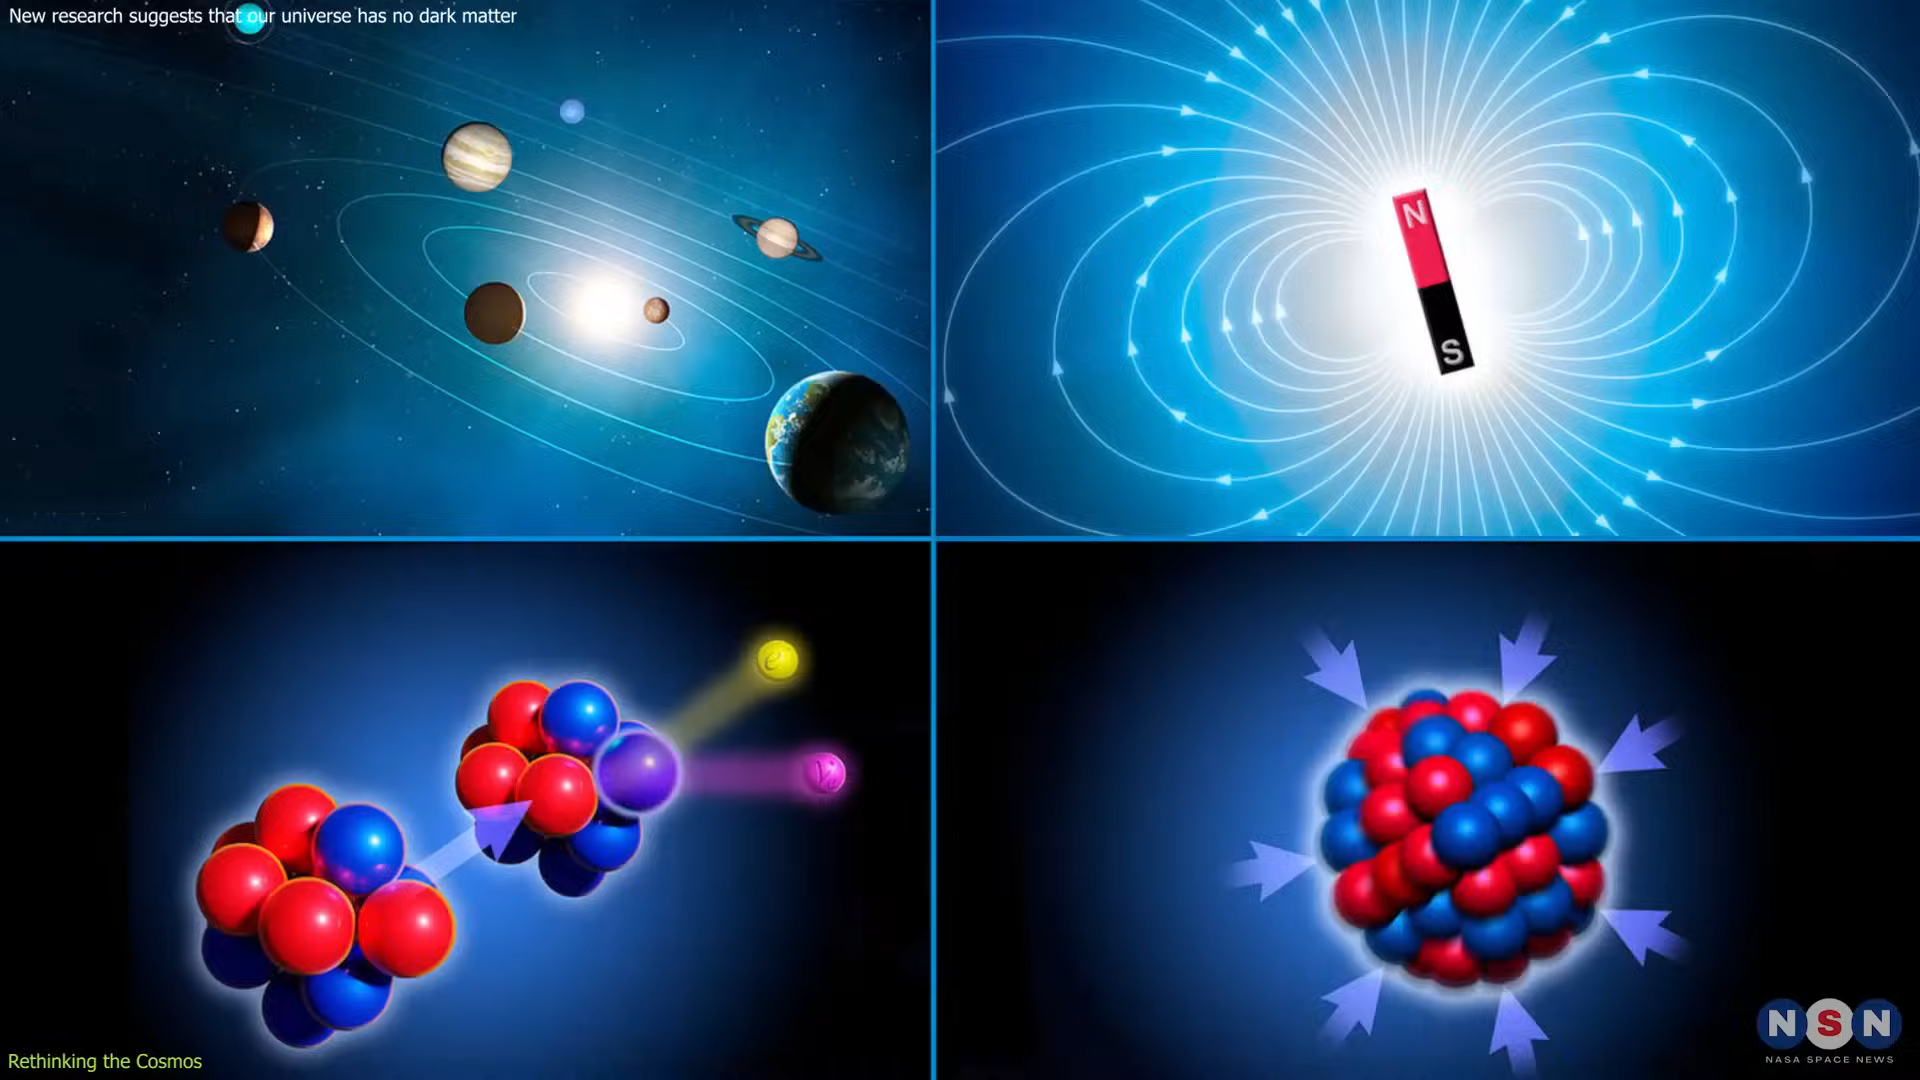 New research suggests that our universe has no dark matter
N
S
e
Rethinking the Cosmos
NSN
NASA SPACE NEWS